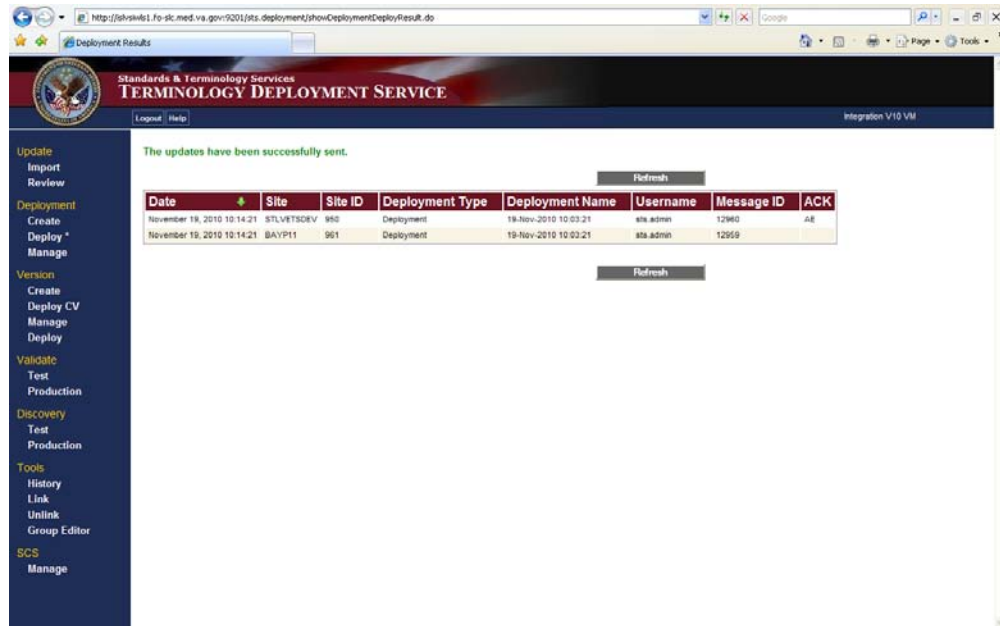 http://islvswls1.fo-slc.med.va.gov:9201/sts.deployment/showDeploymentDeployResult.do
Google
Deployment Results
Page
Tools
Standards & Terminology Services
TERMINOLOGY DEPLOYMENT SERVICE
Logout Help
Integration V10 VM
Update
Import
Review
Deployment
Create
Deploy *
Manage
Version
Create
Deploy CV
Manage
Deploy
Validate
Test
Production
Discovery
Test
Production
Tools
History
Link
Unlink
Group Editor
SCS
Manage
The updates have been successfully sent.
Refresh
Date Site Site ID Deployment Type Deployment Name Username Message ID ACK
November 19, 2010 10:14:21 STLVETSDEV 950 Deployment 19-Nov-2010 10:03:21 sts.admin 12960 AE
November 19, 2010 10:14:21 BAYP11 961 Deployment 19-Nov-2010 10:03:21 sts.admin 12959
Refresh